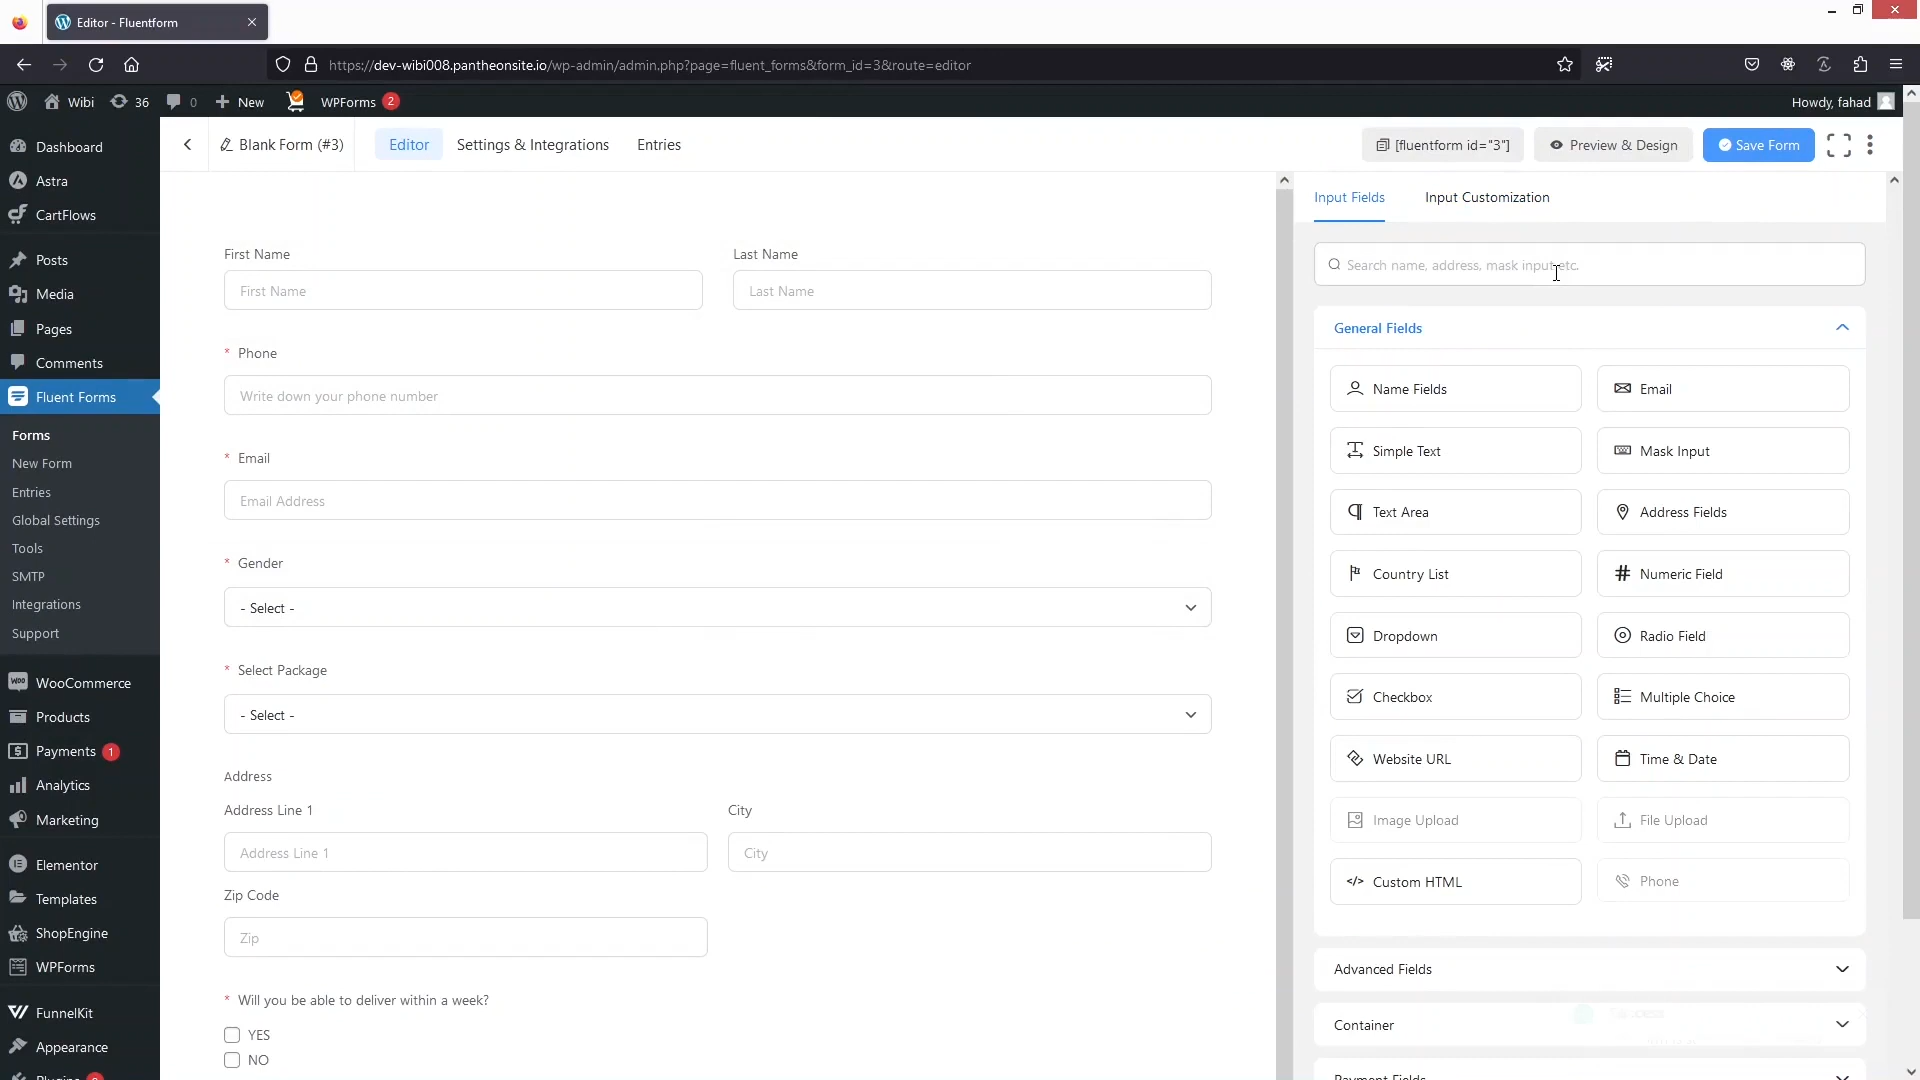 Editor - Fluentform
https://dev-wibi008.pantheonsite.io/wp-admin/admin.php?page=fluent_forms&form_id=3&route=editor
Wibi 36 0 New WPForms 2 Howdy, fahad
Blank Form (#3) Editor Settings & Integrations Entries [fluentform id="3"] Preview & Design Save Form
Dashboard
Astra
CartFlows
Posts
Media
Pages
Comments
Fluent Forms
Forms
New Form
Entries
Global Settings
Tools
SMTP
Integrations
Support
WooCommerce
Products
Payments 1
Analytics
Marketing
Elementor
Templates
ShopEngine
WPForms
FunnelKit
Appearance
First Name Last Name
First Name Last Name
* Phone
Write down your phone number
* Email
Email Address
* Gender
- Select -
* Select Package
- Select -
Address
Address Line 1 City
Address Line 1 City
Zip Code
Zip
* Will you be able to deliver within a week?
YES
NO
Input Fields Input Customization
Search name, address, mask input etc.
General Fields
Name Fields Email
Simple Text Mask Input
Text Area Address Fields
Country List Numeric Field
Dropdown Radio Field
Checkbox Multiple Choice
Website URL Time & Date
Image Upload File Upload
Custom HTML Phone
Advanced Fields
Container
Payment Fields